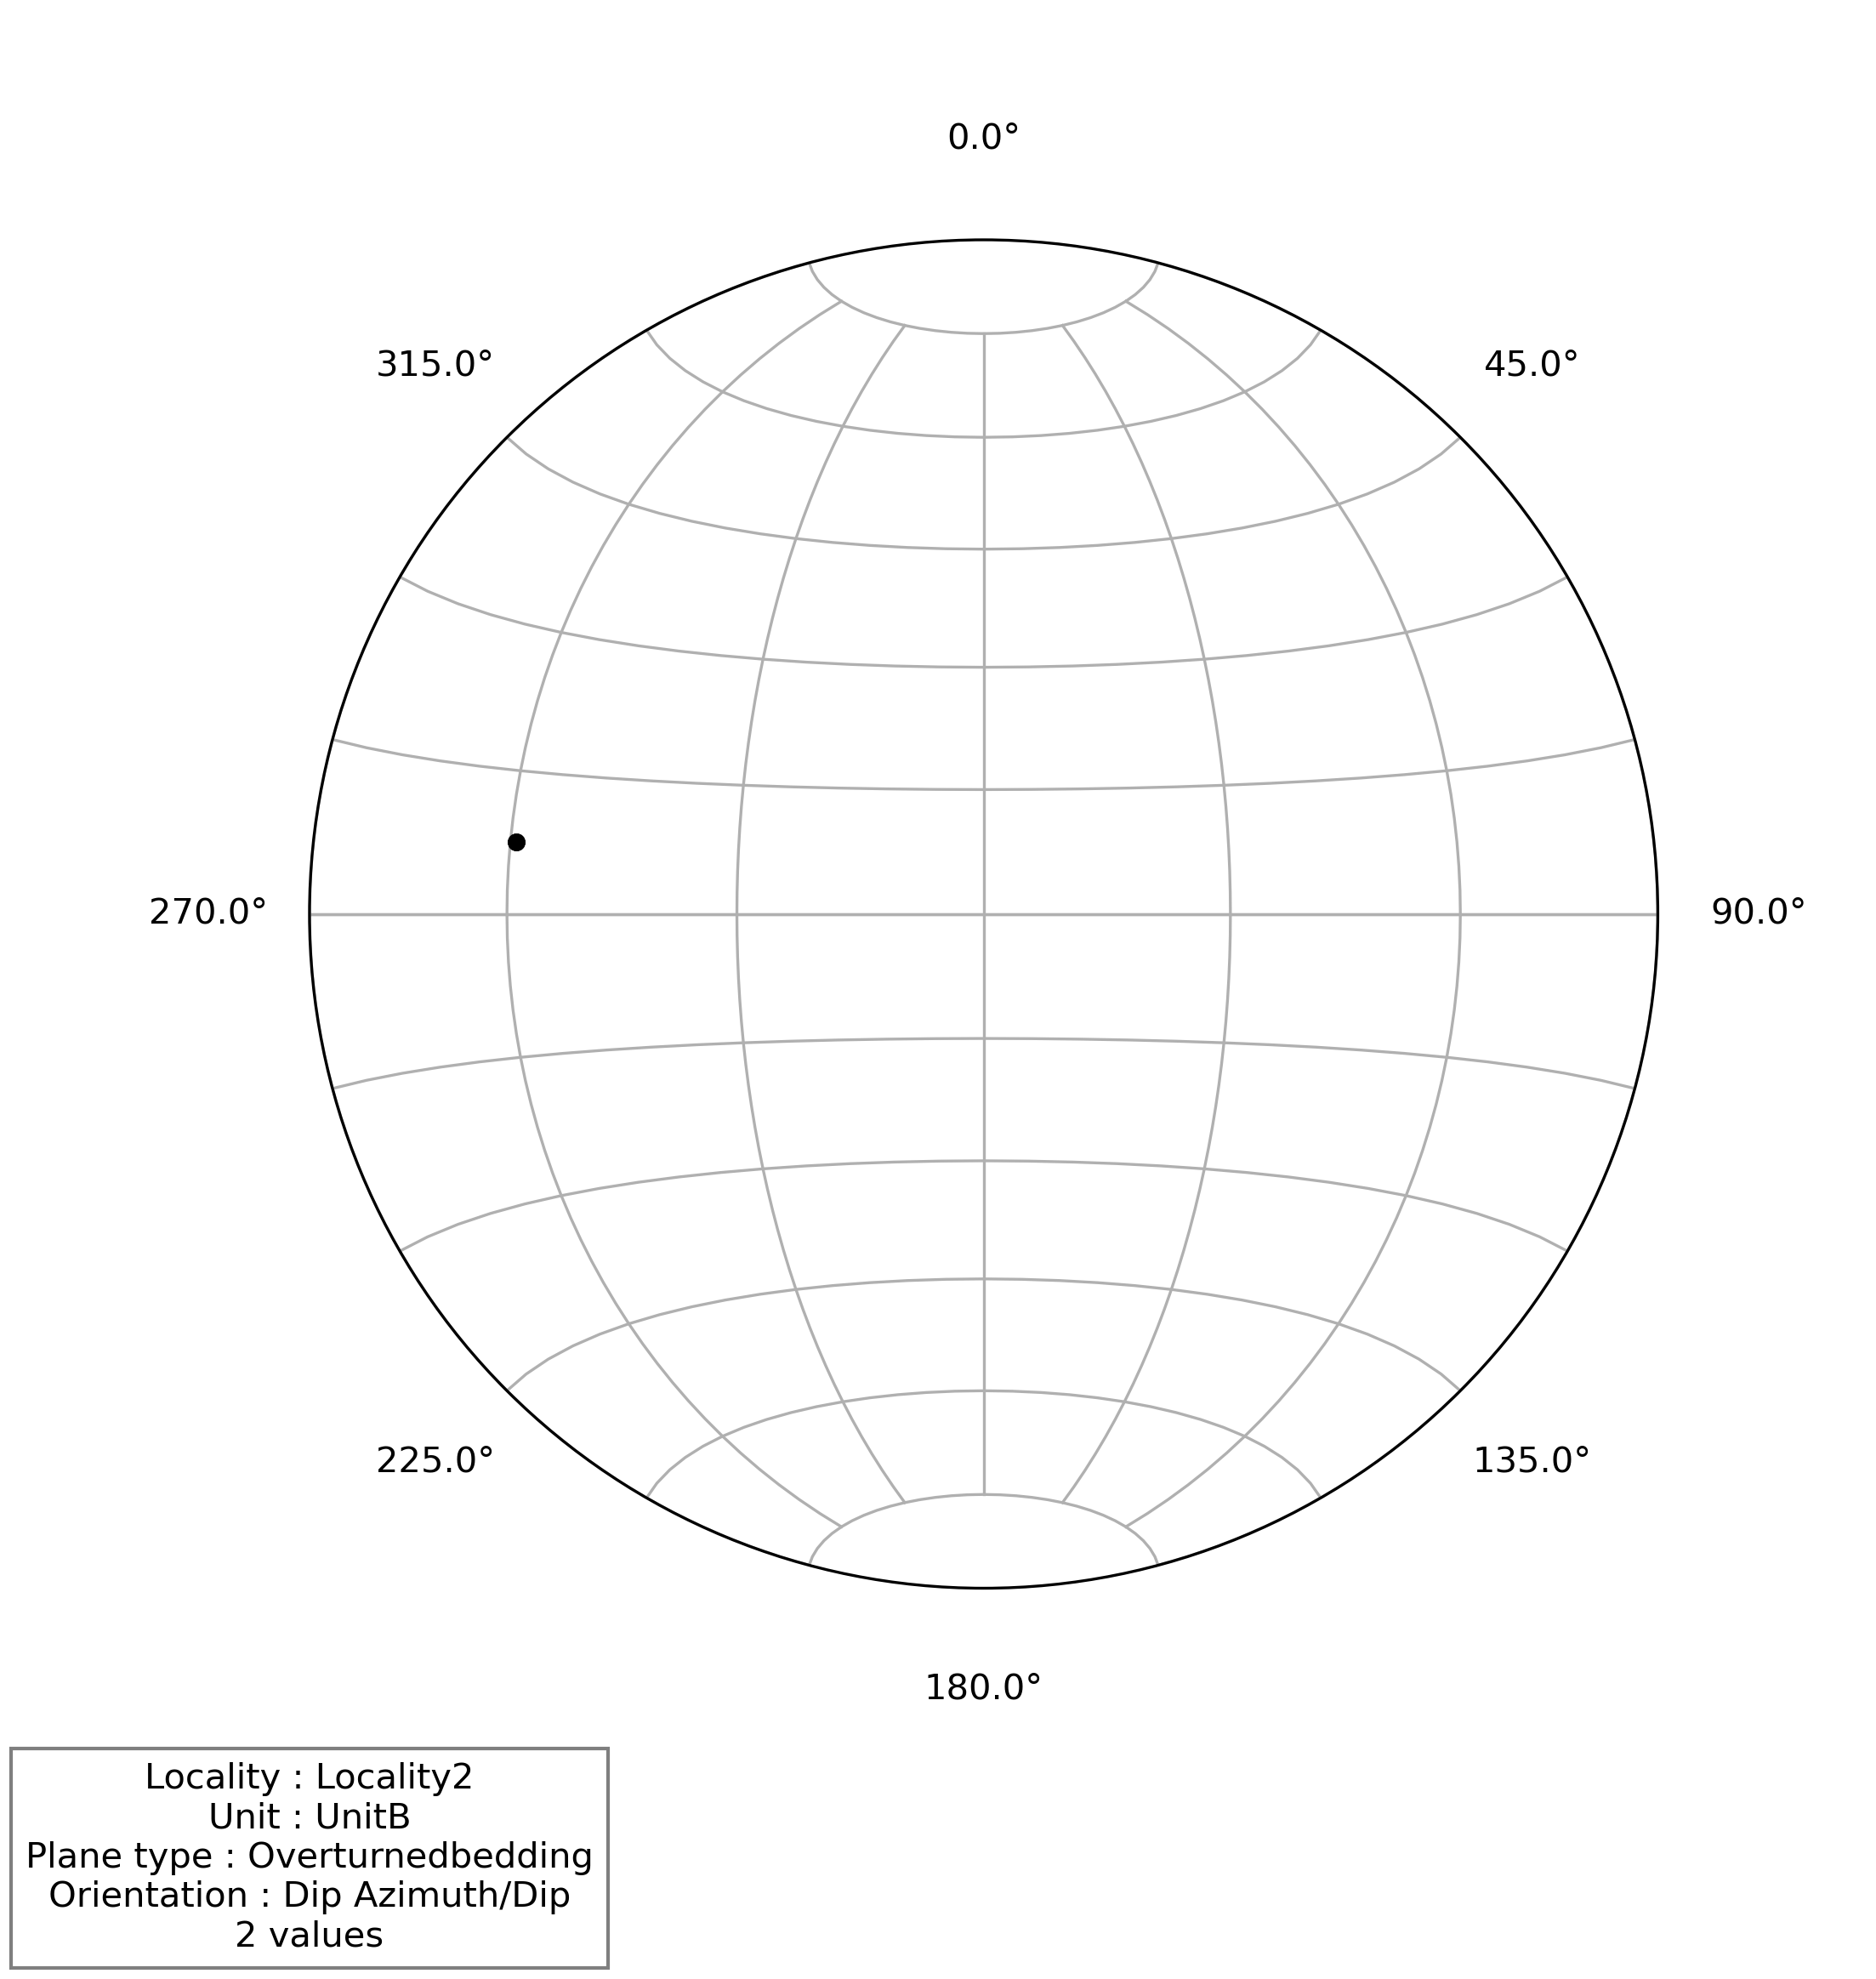 0.0°
315.0°
45.0°
270.0°
90.0°
225.0°
135.0°
180.0°
Locality : Locality2
Unit : UnitB
Plane type : Overturnedbedding
Orientation : Dip Azimuth/Dip
2 values